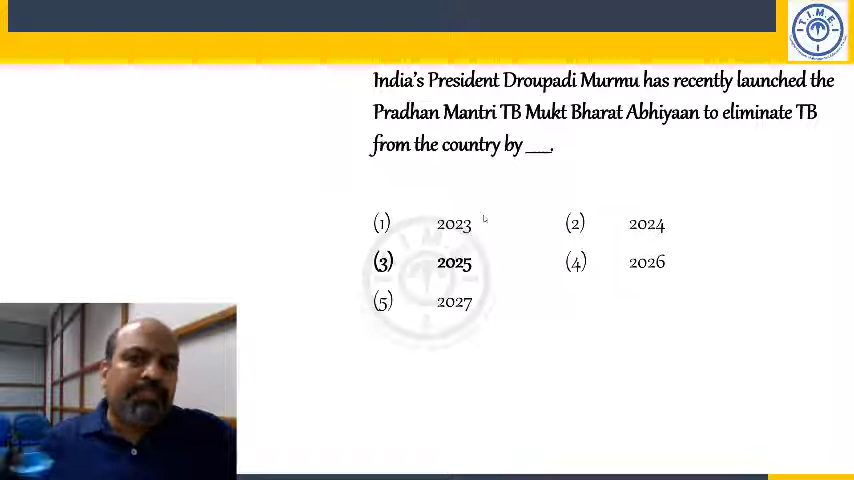 T.I.M.E.
India's President Droupadi Murmu has recently launched the
Pradhan Mantri TB Mukt Bharat Abhiyaan to eliminate TB
from the country by ___.
(1) 2023 (2) 2024
(3) 2025 (4) 2026
(5) 2027